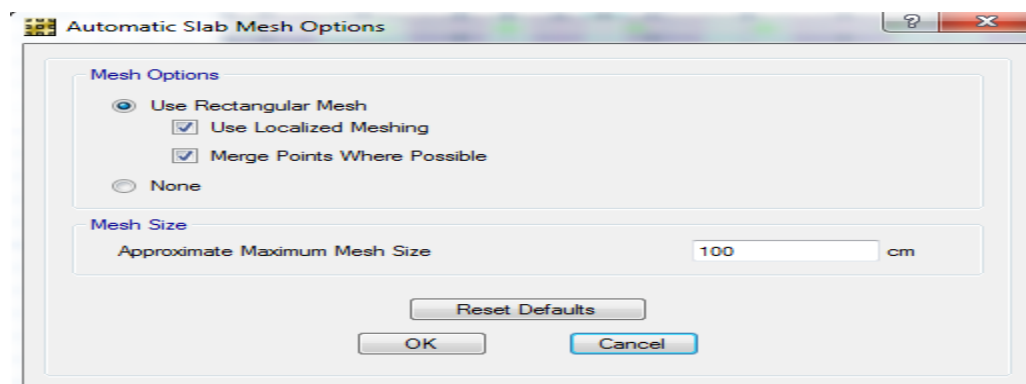 Automatic Slab Mesh Options
Mesh Options
Use Rectangular Mesh
Use Localized Meshing
Merge Points Where Possible
None
Mesh Size
Approximate Maximum Mesh Size 100 cm
Reset Defaults
OK Cancel